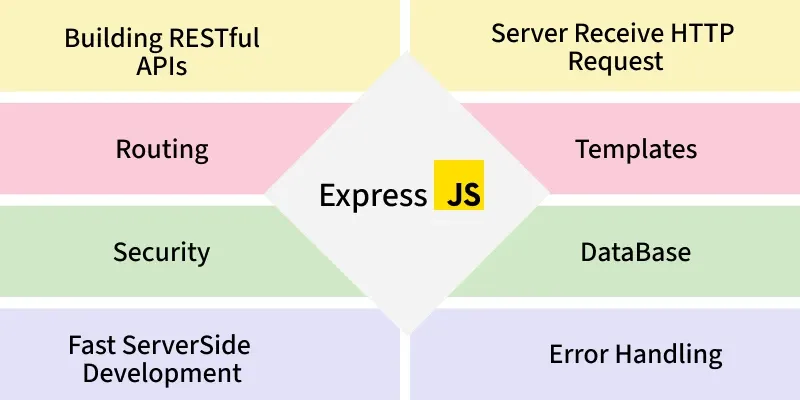 Building RESTful
APIs
Server Receive HTTP
Request
Routing
Templates
Express JS
Security
DataBase
Fast ServerSide
Development
Error Handling